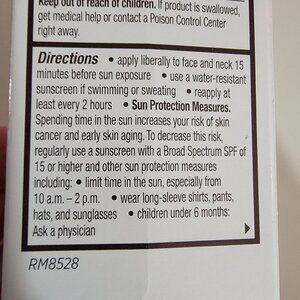 Keep out of reach of children. If product is swallowed,
get medical help or contact a Poison Control Center
right away.
Directions • apply liberally to face and neck 15
minutes before sun exposure • use a water-resistant
sunscreen if swimming or sweating • reapply at
least every 2 hours • Sun Protection Measures.
Spending time in the sun increases your risk of skin
cancer and early skin aging. To decrease this risk,
regularly use a sunscreen with a Broad Spectrum SPF of
15 or higher and other sun protection measures
including: • limit time in the sun, especially from
10 a.m. – 2 p.m. • wear long-sleeve shirts, pants,
hats, and sunglasses • children under 6 months:
Ask a physician
RM8528